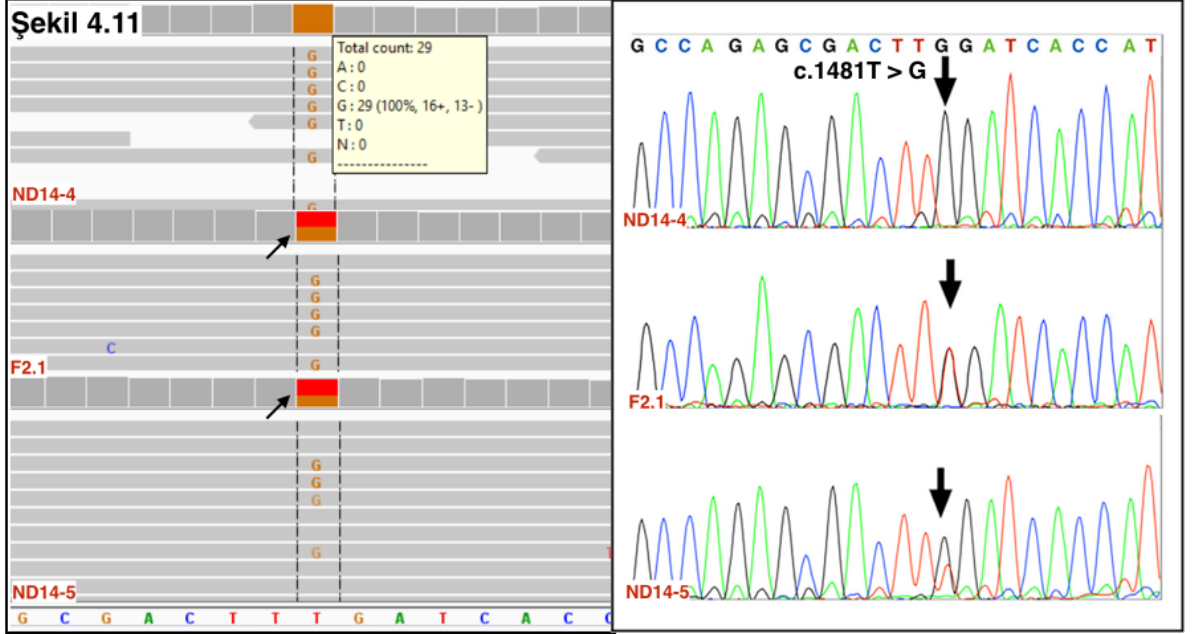 Şekil 4.11
Total count: 29
A : 0
C : 0
G : 29 (100%, 16+, 13- )
T : 0
N : 0
---------------
G
G
G
G
G
G
G
ND14-4
G
G
G
G
C
G
F2.1
G
G
G
G
T
ND14-5
G C G A C T T T G A T C A C C
G C C A G A G C G A C T T G G A T C A C C A T
c.1481T > G
ND14-4
F2.1
ND14-5